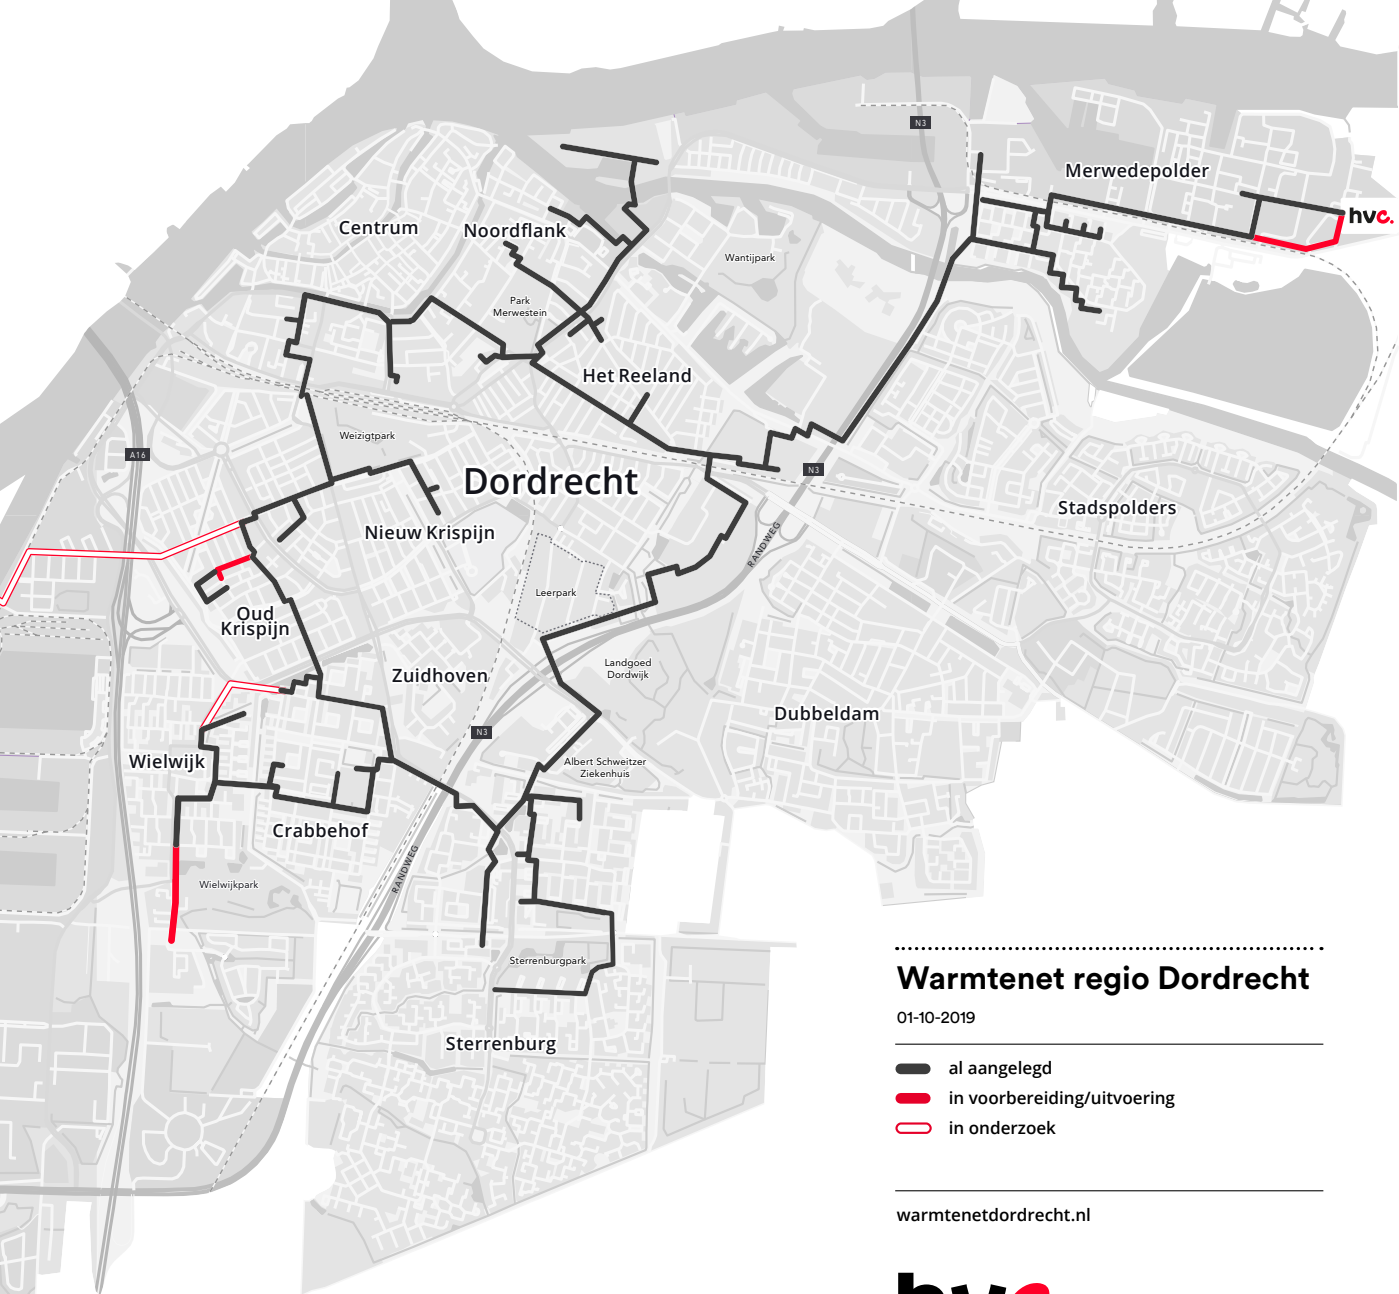 N3
Merwedepolder
hvc.
Centrum
Noordflank
Wantijpark
Park
Merwestein
Het Reeland
Weizigtpark
A16
Dordrecht
N3
Stadspolders
Nieuw Krispijn
RANDWEG
Leerpark
Oud
Krispijn
Zuidhoven
Landgoed
Dordwijk
Dubbeldam
N3
Wielwijk
Albert Schweitzer
Ziekenhuis
Crabbehof
RANDWEG
Wielwijkpark
Sterrenburgpark
Sterrenburg
Warmtenet regio Dordrecht
01-10-2019
al aangelegd
in voorbereiding/uitvoering
in onderzoek
warmtenetdordrecht.nl
hvc